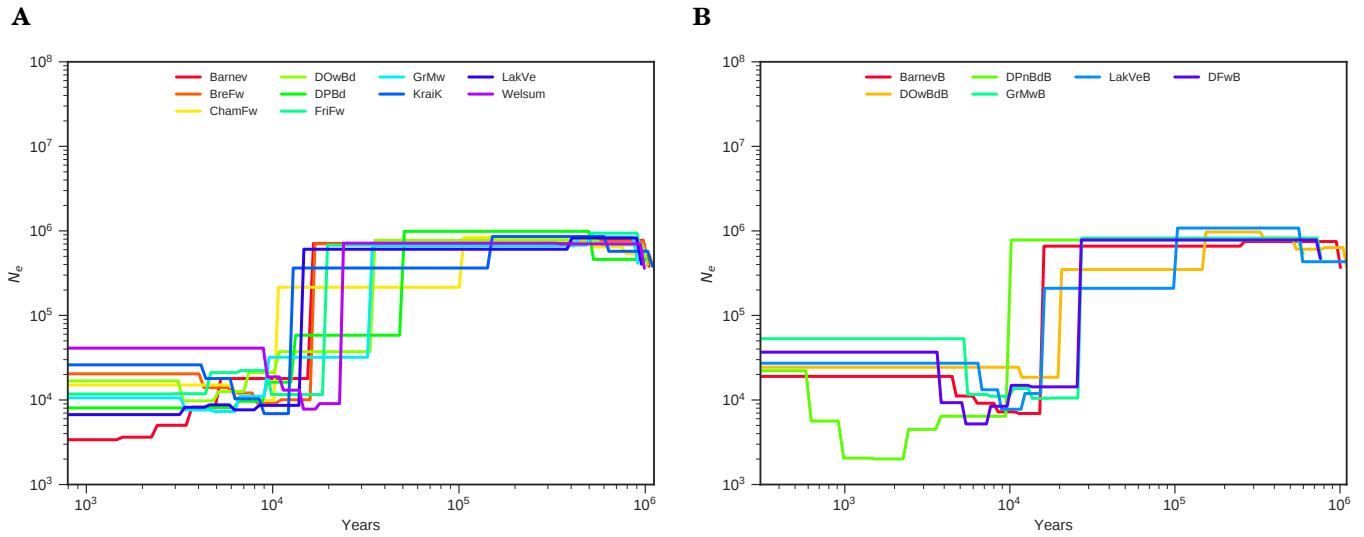 A
B
10^8
10^7
10^6
10^5
10^4
10^3
N_e
Barnev
BreFw
ChamFw
DOwBd
DPBd
FriFw
GrMw
KraiK
LakVe
Welsum
10^3
10^4
10^5
10^6
Years
10^8
10^7
10^6
10^5
10^4
10^3
N_e
BarnevB
DOwBdB
DPnBdB
GrMwB
LakVeB
DFwB
10^3
10^4
10^5
10^6
Years